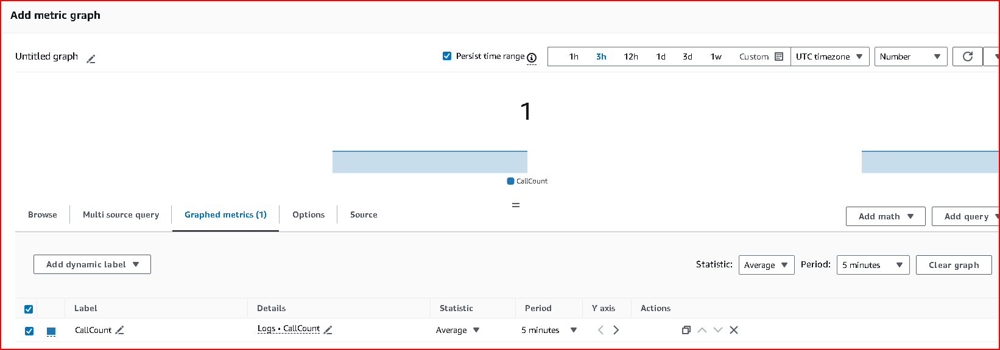 Add metric graph
Untitled graph
Persist time range 1h 3h 12h 1d 3d 1w Custom UTC timezone Number
1
CallCount
Browse Multi source query Graphed metrics (1) Options Source Add math Add query
Add dynamic label Statistic: Average Period: 5 minutes Clear graph
Label Details Statistic Period Y axis Actions
CallCount Logs • CallCount Average 5 minutes